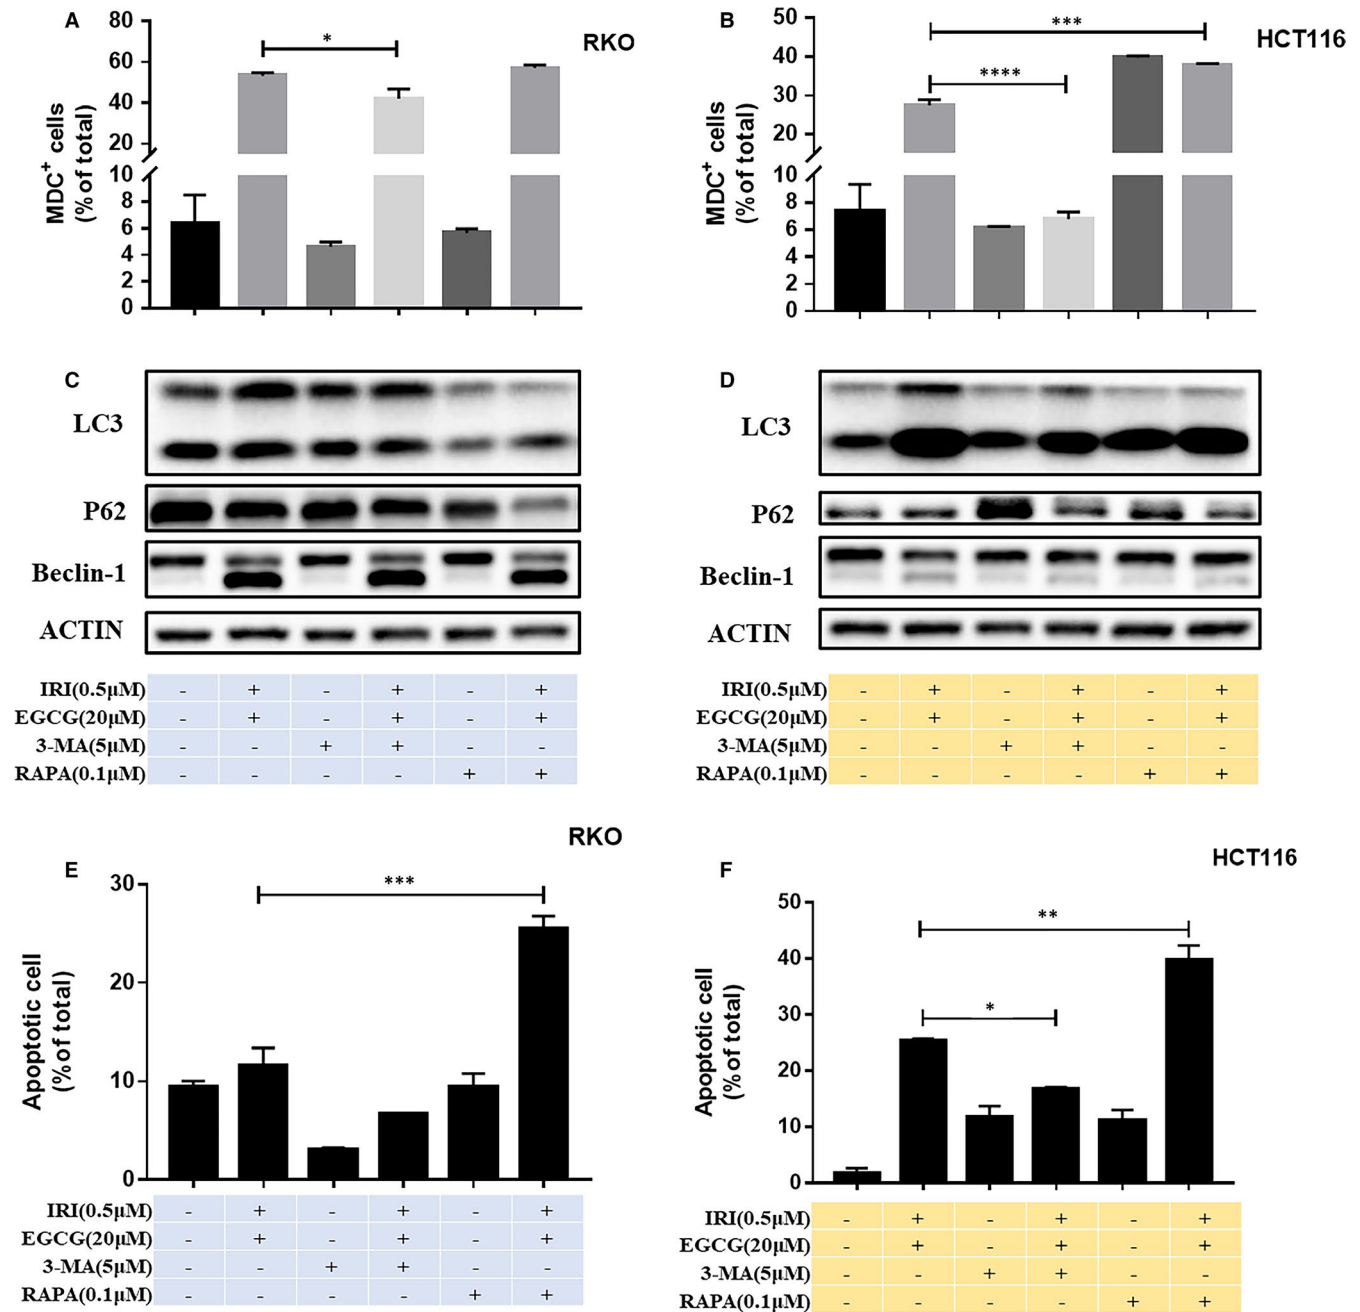 A
RKO
*
80
60
40
20
10
8
6
4
2
0
MDC+ cells
(% of total)
B
HCT116
***
****
50
40
30
20
10
8
6
4
2
0
MDC+ cells
(% of total)
C
LC3
P62
Beclin-1
ACTIN
IRI(0.5μM) - + - + - +
EGCG(20μM) - + - + - +
3-MA(5μM) - - + + - -
RAPA(0.1μM) - - - - + +
D
LC3
P62
Beclin-1
ACTIN
IRI(0.5μM) - + - + - +
EGCG(20μM) - + - + - +
3-MA(5μM) - - + + - -
RAPA(0.1μM) - - - - + +
E
RKO
***
30
20
10
0
Apoptotic cell
(% of total)
IRI(0.5μM) - + - + - +
EGCG(20μM) - + - + - +
3-MA(5μM) - - + + - -
RAPA(0.1μM) - - - - + +
F
HCT116
**
*
50
40
30
20
10
0
Apoptotic cell
(% of total)
IRI(0.5μM) - + - + - +
EGCG(20μM) - + - + - +
3-MA(5μM) - - + + - -
RAPA(0.1μM) - - - - + +